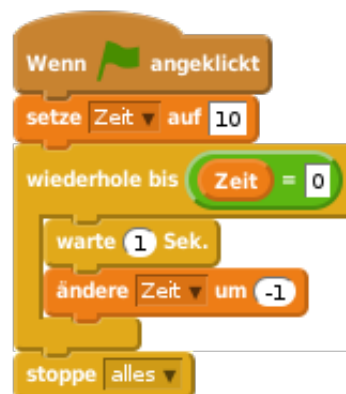 Wenn angeklickt
setze Zeit auf 10
wiederhole bis Zeit = 0
warte 1 Sek.
ändere Zeit um -1
stoppe alles